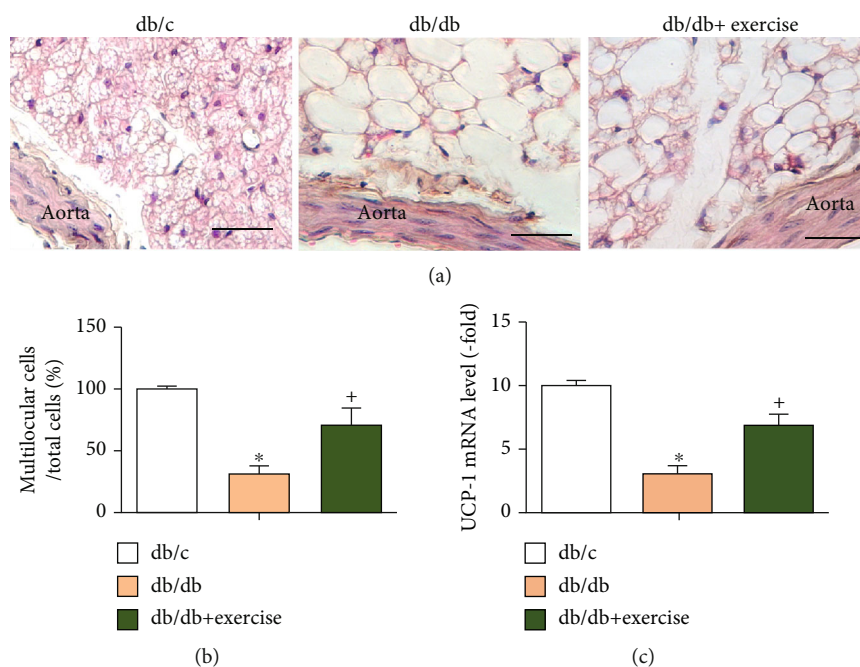 db/c
db/db
db/db+ exercise
Aorta
Aorta
Aorta
(a)
150
100
50
0
Multilocular cells
/total cells (%)
*
+
db/c
db/db
db/db+exercise
(b)
15
10
5
0
UCP-1 mRNA level (-fold)
*
+
db/c
db/db
db/db+exercise
(c)